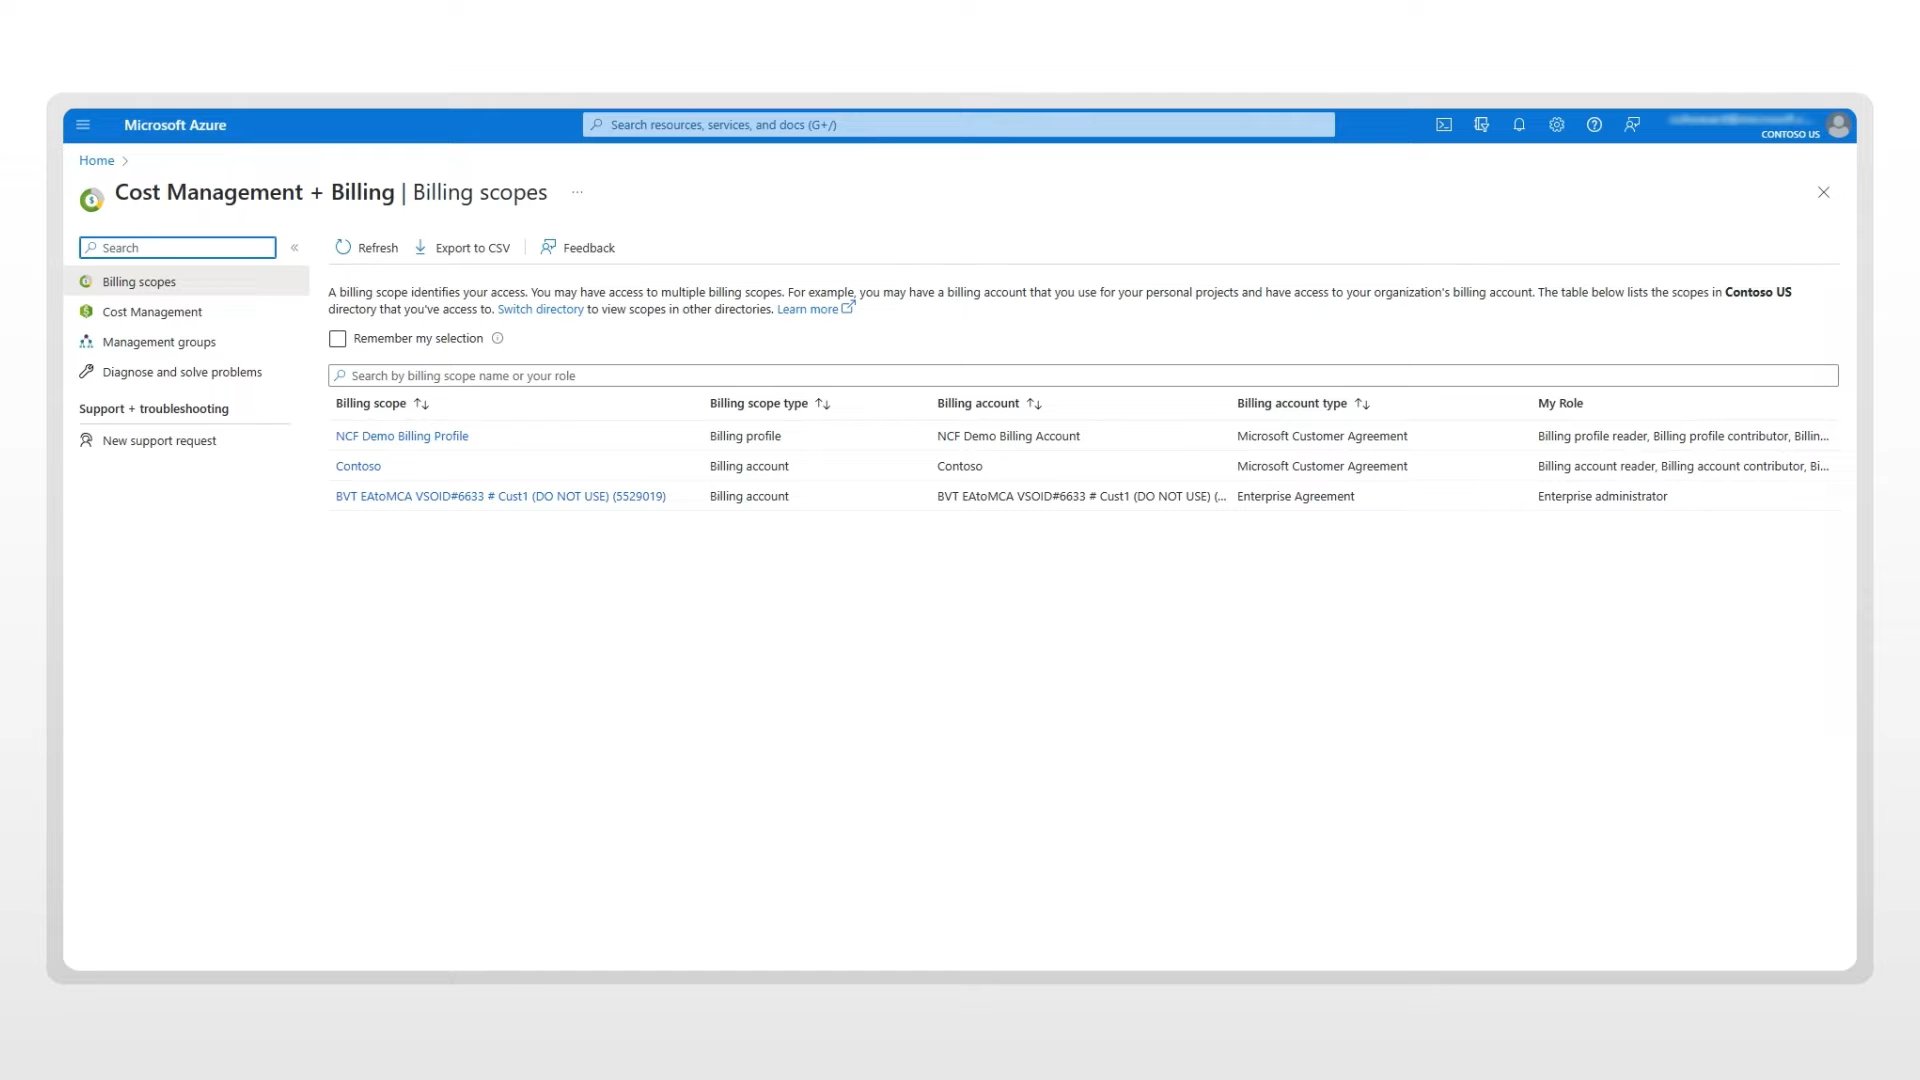 Microsoft Azure
Search resources, services, and docs (G+/)
CONTOSO US
Home
Cost Management + Billing | Billing scopes
...
Search
Refresh
Export to CSV
Feedback
Billing scopes
Cost Management
Management groups
Diagnose and solve problems
Support + troubleshooting
New support request
A billing scope identifies your access. You may have access to multiple billing scopes. For example, you may have a billing account that you use for your personal projects and have access to your organization's billing account. The table below lists the scopes in Contoso US
directory that you've access to. Switch directory to view scopes in other directories. Learn more
Remember my selection
Search by billing scope name or your role
Billing scope Billing scope type Billing account Billing account type My Role
NCF Demo Billing Profile Billing profile NCF Demo Billing Account Microsoft Customer Agreement Billing profile reader, Billing profile contributor, Billin...
Contoso Billing account Contoso Microsoft Customer Agreement Billing account reader, Billing account contributor, Bi...
BVT EAtoMCA VSOID#6633 # Cust1 (DO NOT USE) (5529019) Billing account BVT EAtoMCA VSOID#6633 # Cust1 (DO NOT USE) (... Enterprise Agreement Enterprise administrator